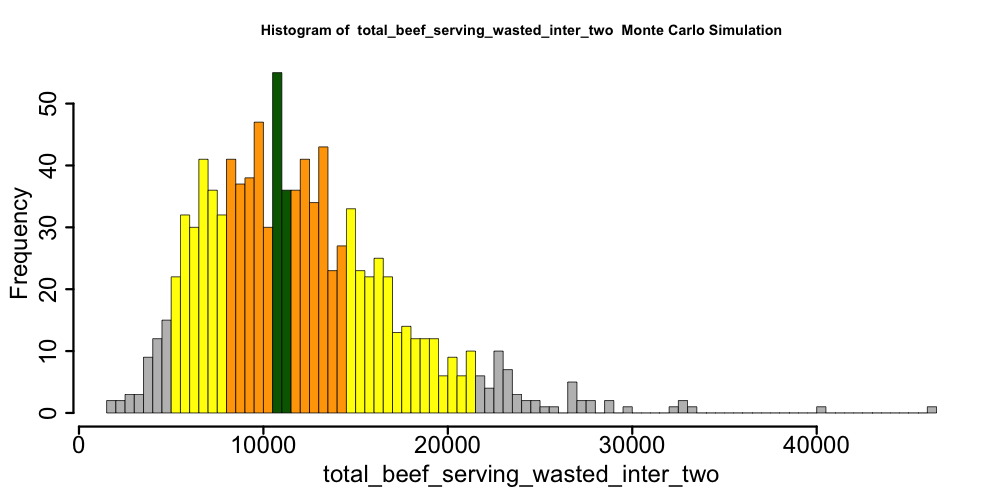 Histogram of  total_beef_serving_wasted_inter_two  Monte Carlo Simulation
50
40
30
20
10
0
Frequency
0 10000 20000 30000 40000
total_beef_serving_wasted_inter_two